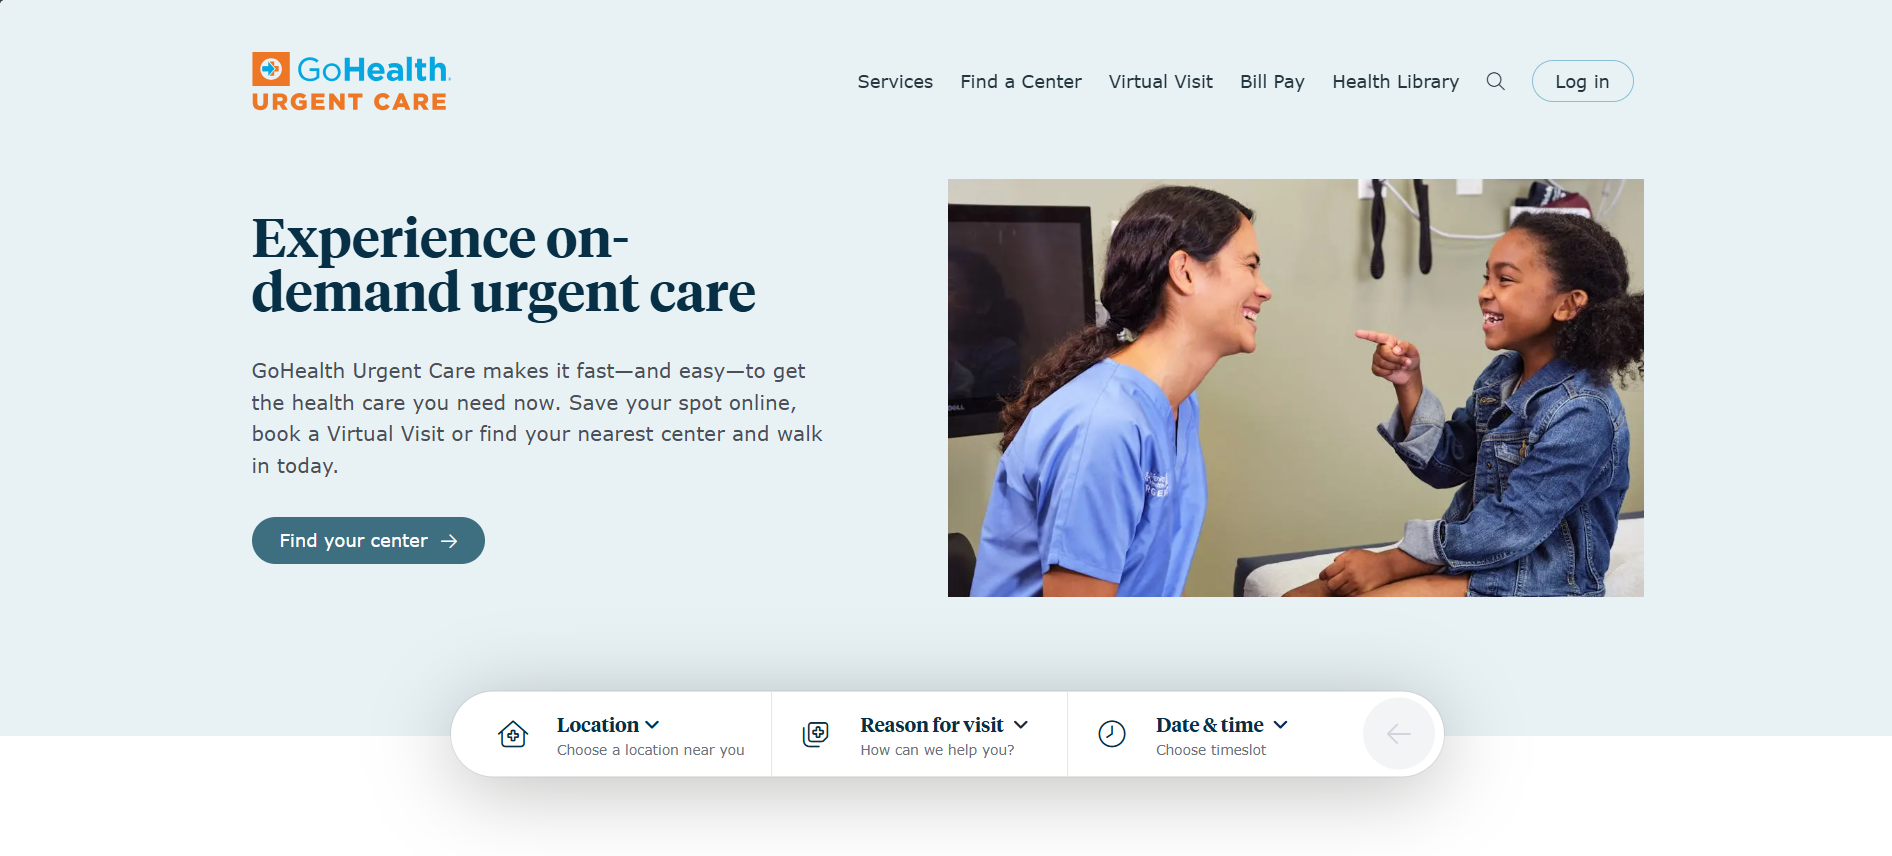 GoHealth
URGENT CARE
Services Find a Center Virtual Visit Bill Pay Health Library Log in
Experience on-
demand urgent care
GoHealth Urgent Care makes it fast—and easy—to get
the health care you need now. Save your spot online,
book a Virtual Visit or find your nearest center and walk
in today.
Find your center
DELL
Location
Choose a location near you
Reason for visit
How can we help you?
Date & time
Choose timeslot